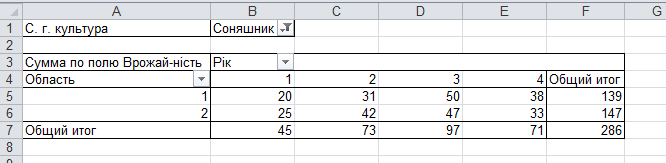 A B C D E F G
1 С. г. культура Соняшник
2
3 Сумма по полю Врожай-ність Рік
4 Область 1 2 3 4 Общий итог
5 1 20 31 50 38 139
6 2 25 42 47 33 147
7 Общий итог 45 73 97 71 286
8